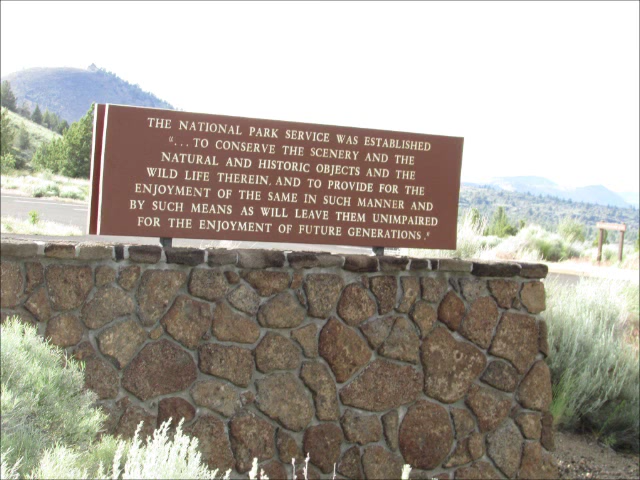 THE NATIONAL PARK SERVICE WAS ESTABLISHED
"... TO CONSERVE THE SCENERY AND THE
NATURAL AND HISTORIC OBJECTS AND THE
WILD LIFE THEREIN, AND TO PROVIDE FOR THE
ENJOYMENT OF THE SAME IN SUCH MANNER AND
BY SUCH MEANS AS WILL LEAVE THEM UNIMPAIRED
FOR THE ENJOYMENT OF FUTURE GENERATIONS."